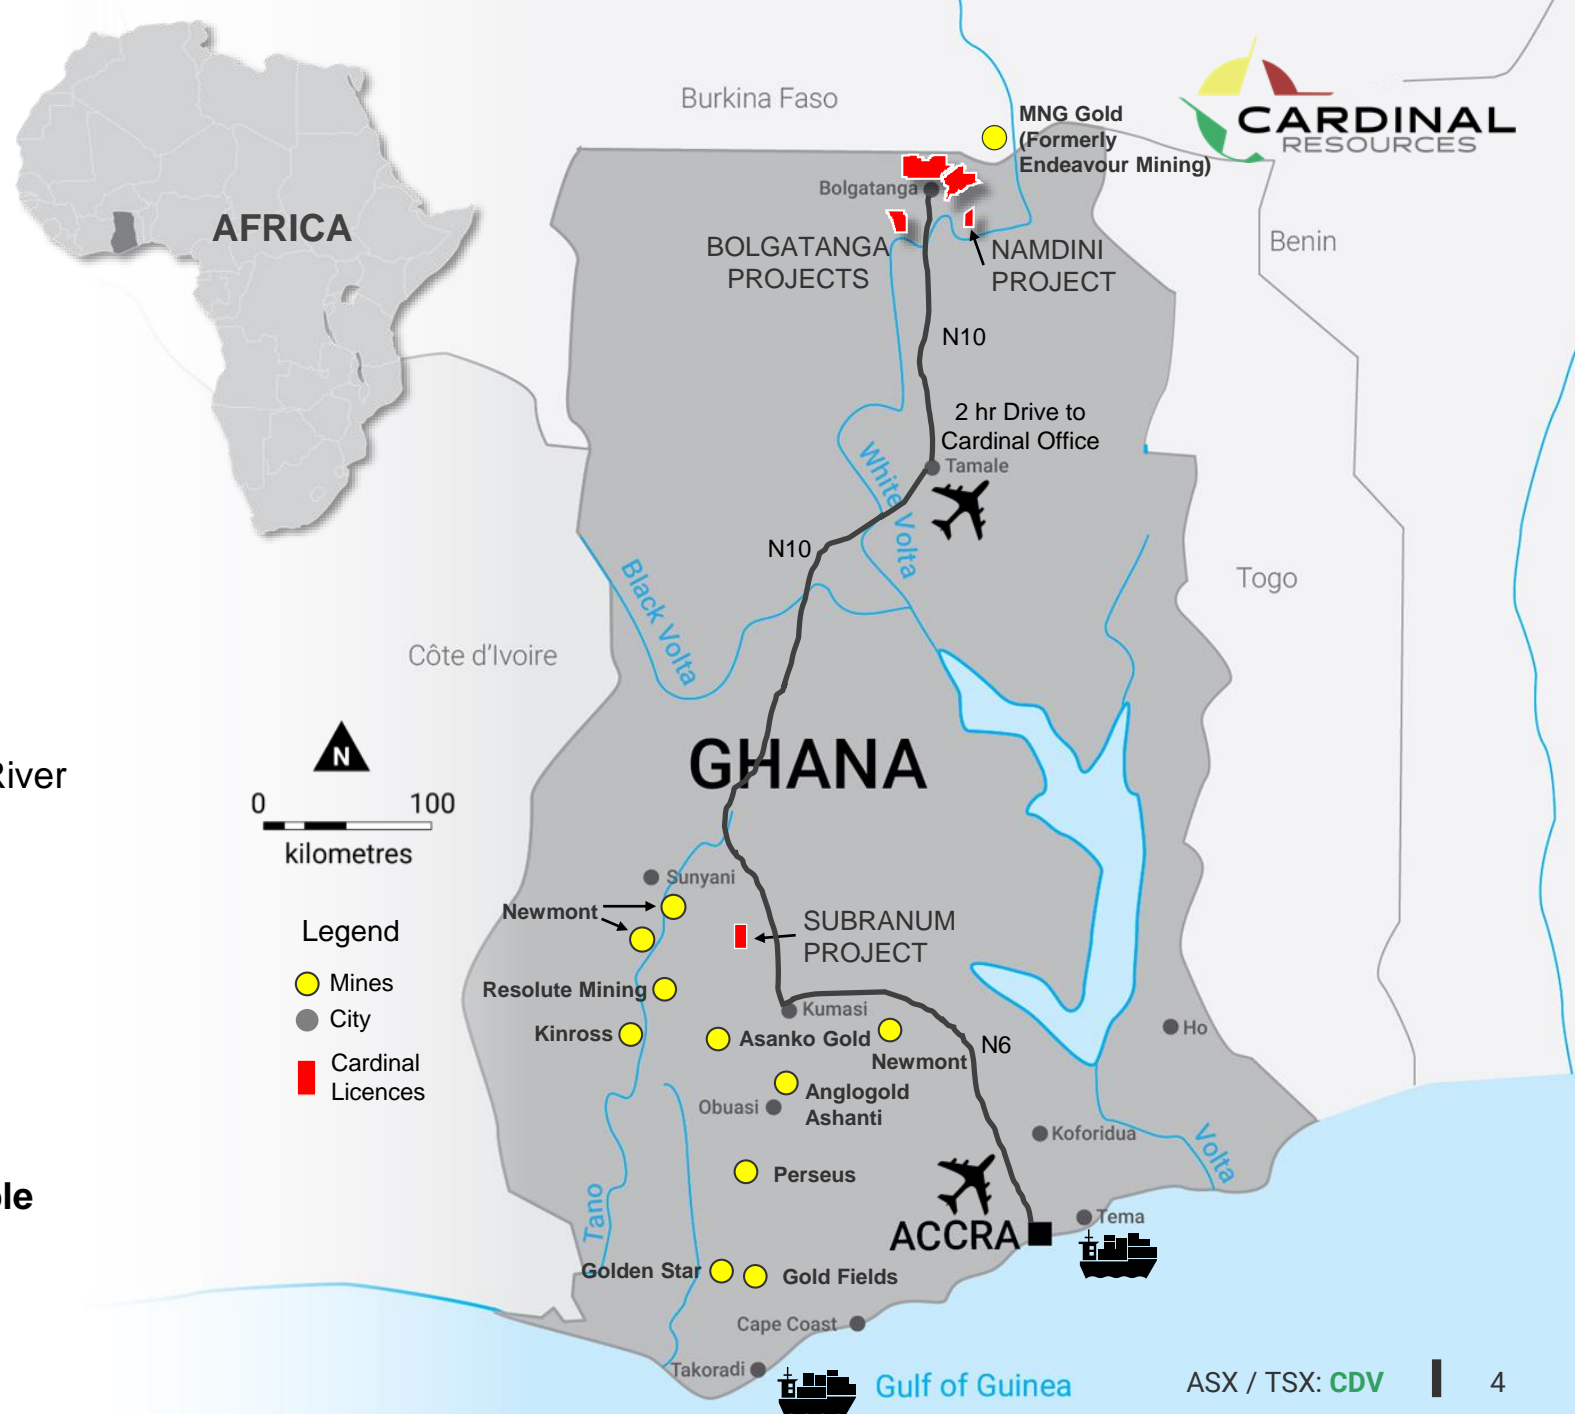 Burkina Faso
MNG Gold
(Formerly
Endeavour Mining)
CARDINAL
RESOURCES
AFRICA
Bolgatanga
BOLGATANGA
PROJECTS
NAMDINI
PROJECT
Benin
N10
2 hr Drive to
Cardinal Office
Tamale
White Volta
N10
Black Volta
Togo
Côte d'Ivoire
GHANA
River
N
0 100
kilometres
Sunyani
Newmont
SUBRANUM
PROJECT
Legend
Mines
City
Cardinal
Licences
Resolute Mining
Kinross
Kumasi
Asanko Gold
Newmont
N6
Ho
Anglogold
Ashanti
Obuasi
Koforidua
Volta
Perseus
ple
Tano
ACCRA
Tema
Golden Star
Gold Fields
Cape Coast
Takoradi
Gulf of Guinea
ASX / TSX: CDV 4